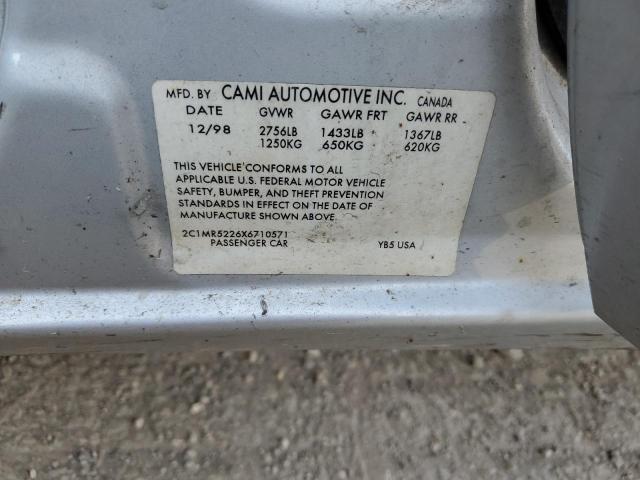 MFD. BY CAMI AUTOMOTIVE INC. CANADA
DATE GVWR GAWR FRT GAWR RR
12/98 2756LB 1433LB 1367LB
1250KG 650KG 620KG
THIS VEHICLE CONFORMS TO ALL
APPLICABLE U.S. FEDERAL MOTOR VEHICLE
SAFETY, BUMPER, AND THEFT PREVENTION
STANDARDS IN EFFECT ON THE DATE OF
MANUFACTURE SHOWN ABOVE.
2C1MR5226X6710571
PASSENGER CAR YB5 USA